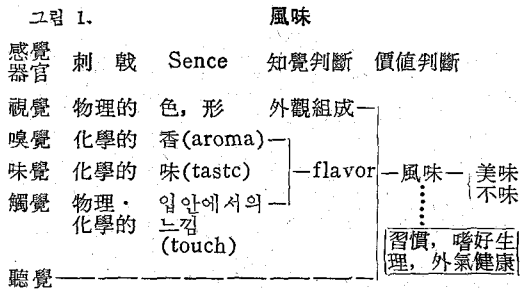 그림 1. 風味
感覺器官 刺 戟 Sence 知覺判斷 價値判斷
視覺 物理的 色, 形 外觀組成
嗅覺 化學的 香(aroma)
味覺 化學的 味(tastc) flavor 風味 美味
不味
觸覺 物理·化學的 입안에서의 느낌 (touch)
習慣, 嗜好生
理, 外氣健康
聽覺